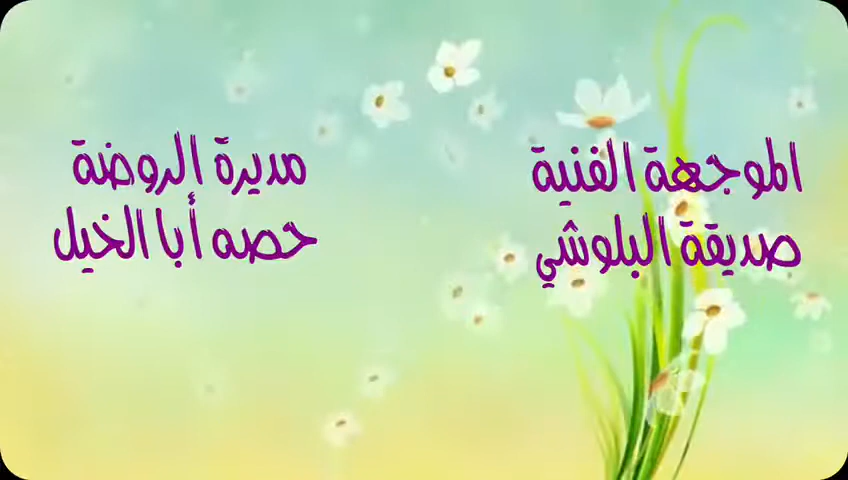 الموجهة الفنية
صديقة البلوشي
مديرة الروضة
حصه أبا الخيل